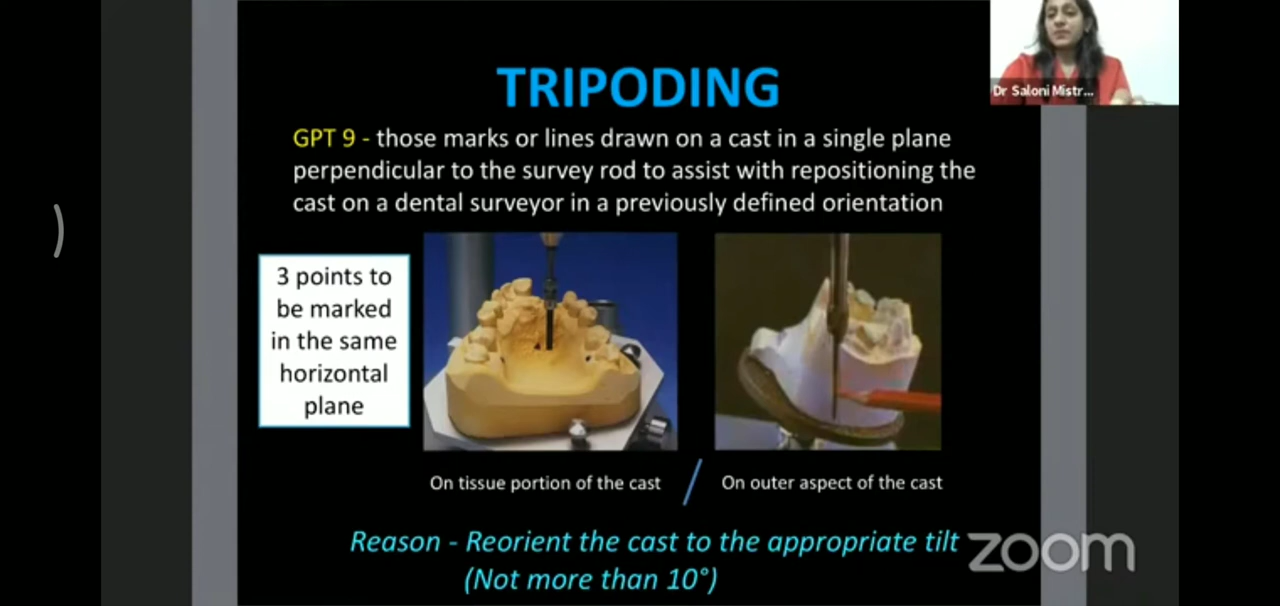 Dr Saloni Mistr...
TRIPODING
GPT 9 - those marks or lines drawn on a cast in a single plane
perpendicular to the survey rod to assist with repositioning the
cast on a dental surveyor in a previously defined orientation
3 points to
be marked
in the same
horizontal
plane
On tissue portion of the cast
/
On outer aspect of the cast
Reason - Reorient the cast to the appropriate tilt
(Not more than 10°)
zoom